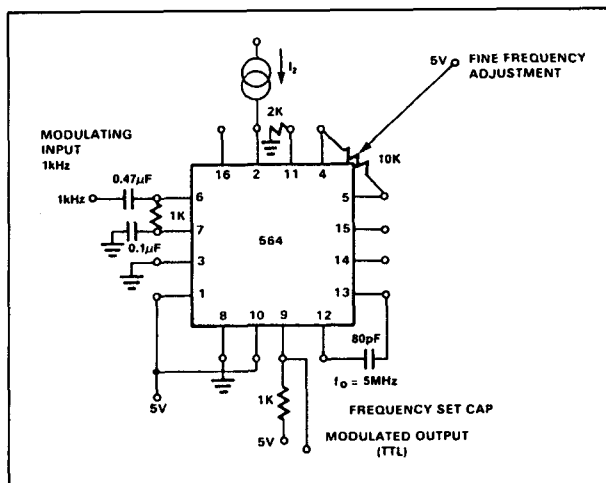 5V
FINE FREQUENCY
ADJUSTMENT
I2
2K
MODULATING
INPUT
1kHz
10K
16
2
11
4
0.47μF
1kHz
6
5
1K
7
15
0.1μF
564
3
14
1
13
8
10
9
12
80pF
fO = 5MHz
5V
1K
FREQUENCY SET CAP
5V
MODULATED OUTPUT
(TTL)